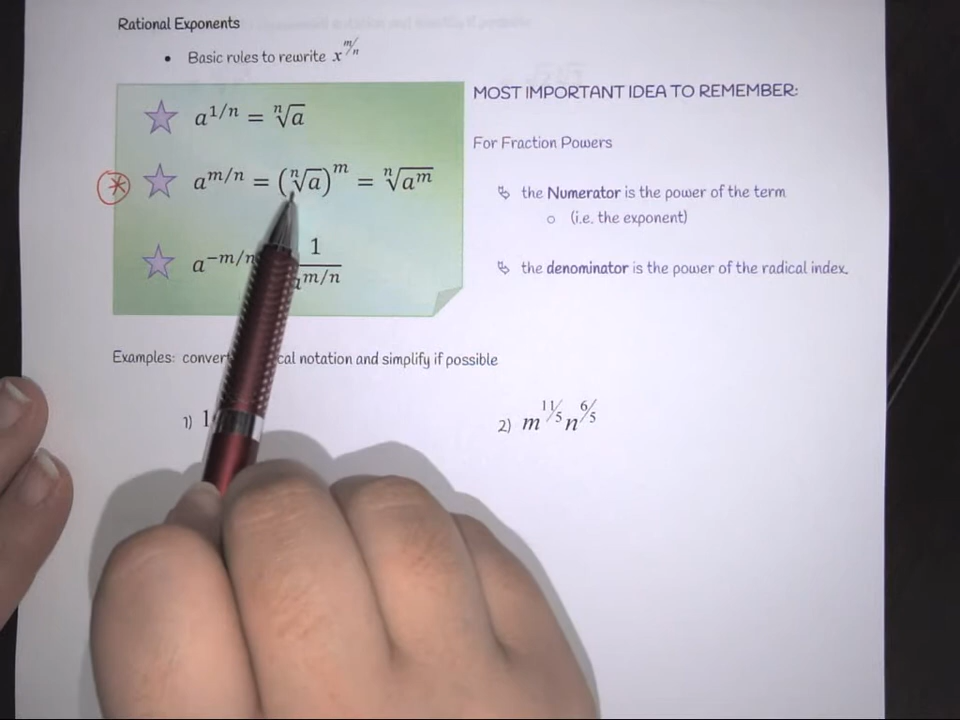 Rational Exponents
• Basic rules to rewrite x^{m/n}
a^{1/n} = ⁿ√a
a^{m/n} = (ⁿ√a)^m = ⁿ√a^m
a^{-m/n} 1 / a^{m/n}
MOST IMPORTANT IDEA TO REMEMBER:
For Fraction Powers
the Numerator is the power of the term
o (i.e. the exponent)
the denominator is the power of the radical index.
Examples: notation and simplify if possible
1)
2) m^{11/5} n^{6/5}